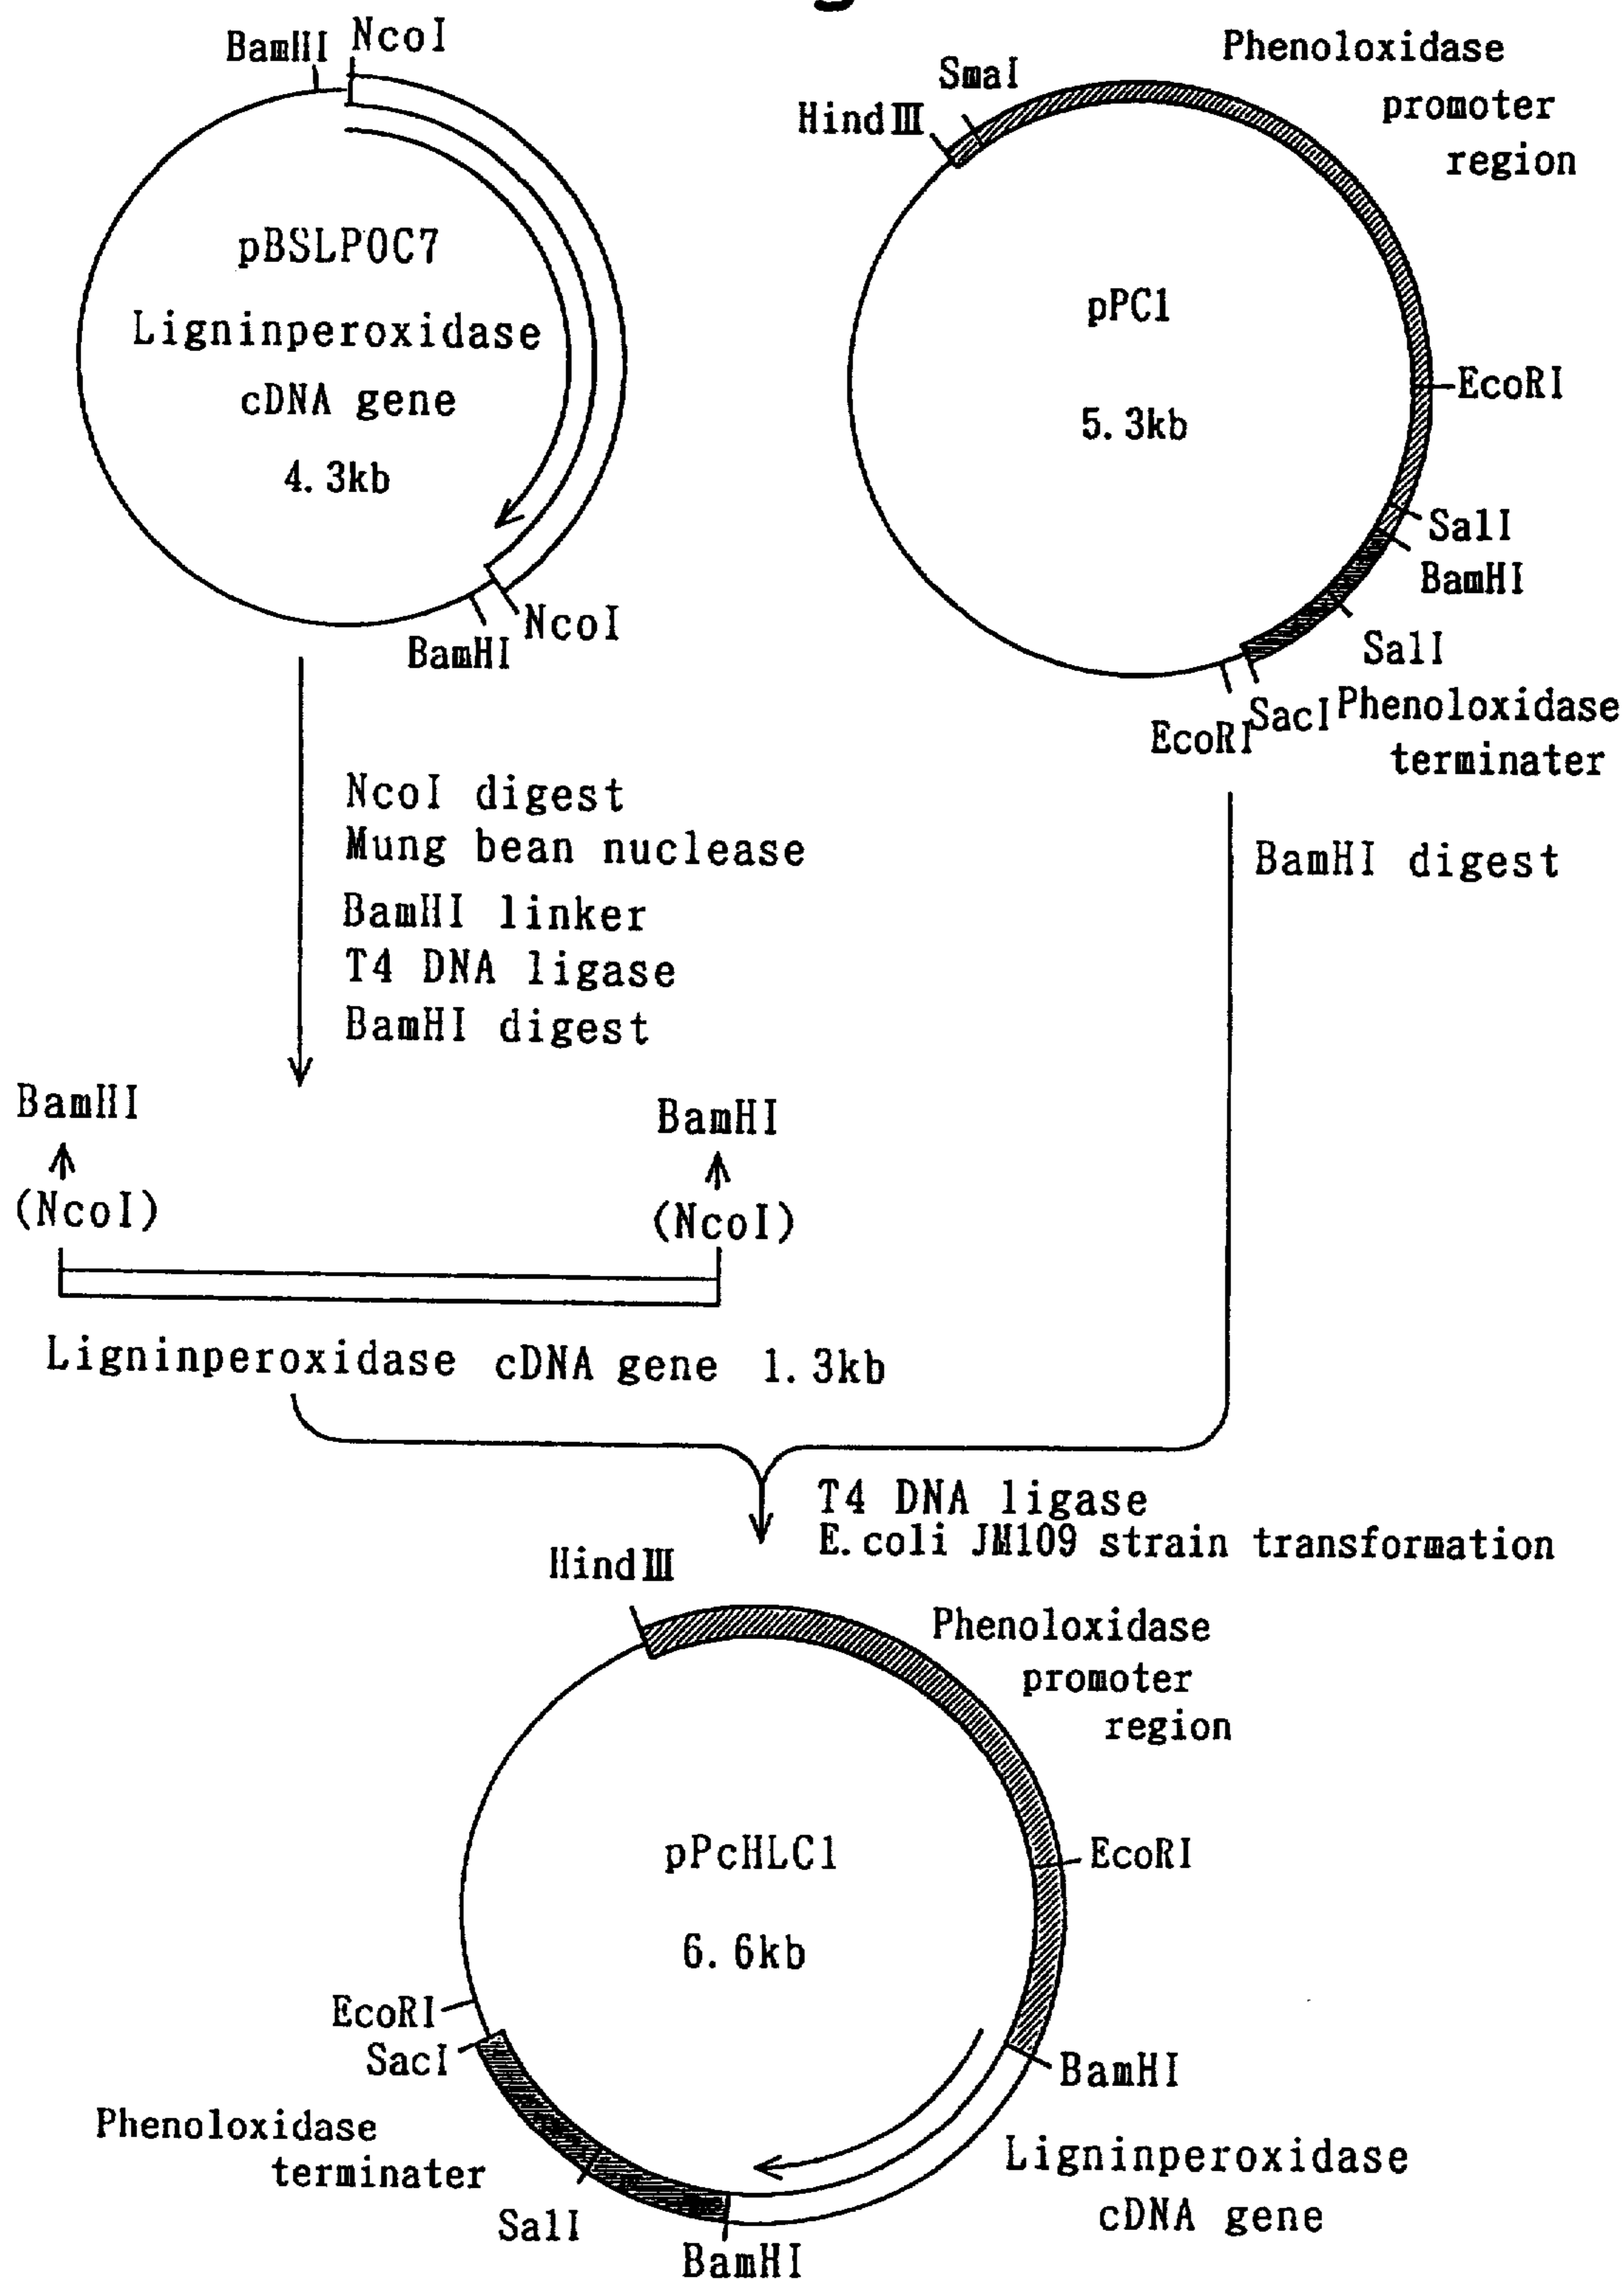 BamHI
NcoI
pBSLPOC7
Ligninperoxidase
cDNA gene
4.3kb
NcoI
BamHI
Phenoloxidase
promoter
region
SmaI
HindⅢ
pPC1
5.3kb
EcoRI
SalI
BamHI
SalI
SacI
EcoRI
Phenoloxidase
terminater
NcoI digest
Mung bean nuclease
BamHI linker
T4 DNA ligase
BamHI digest
BamHI digest
BamHI
(NcoI)
BamHI
(NcoI)
Ligninperoxidase cDNA gene 1.3kb
T4 DNA ligase
E.coli JM109 strain transformation
HindⅢ
Phenoloxidase
promoter
region
pPcHLC1
6.6kb
EcoRI
EcoRI
SacI
BamHI
Phenoloxidase
terminater
SalI
BamHI
Ligninperoxidase
cDNA gene